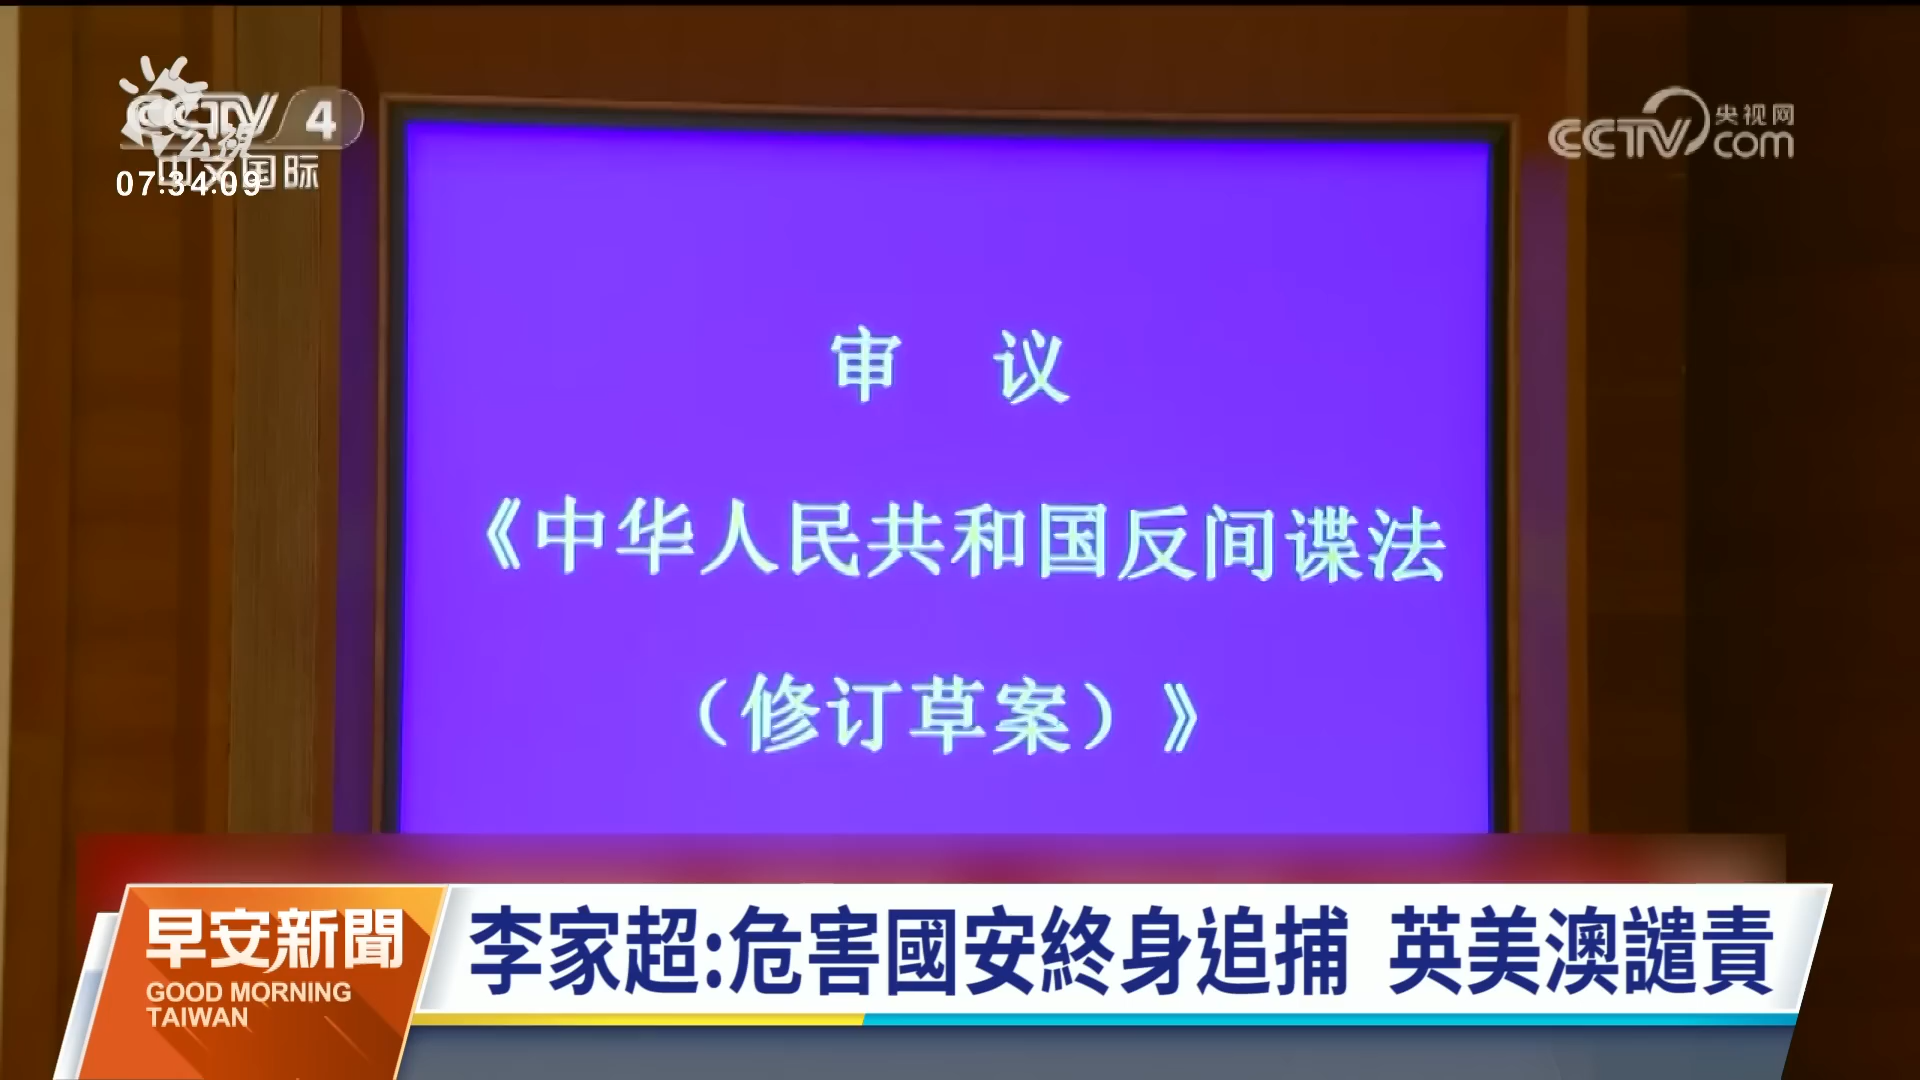 CCTV 4
公視
中文国际
07:34:09
央视网
CCTV com
审 议
《中华人民共和国反间谍法
（修订草案）》
早安新聞
GOOD MORNING
TAIWAN
李家超:危害國安終身追捕 英美澳譴責